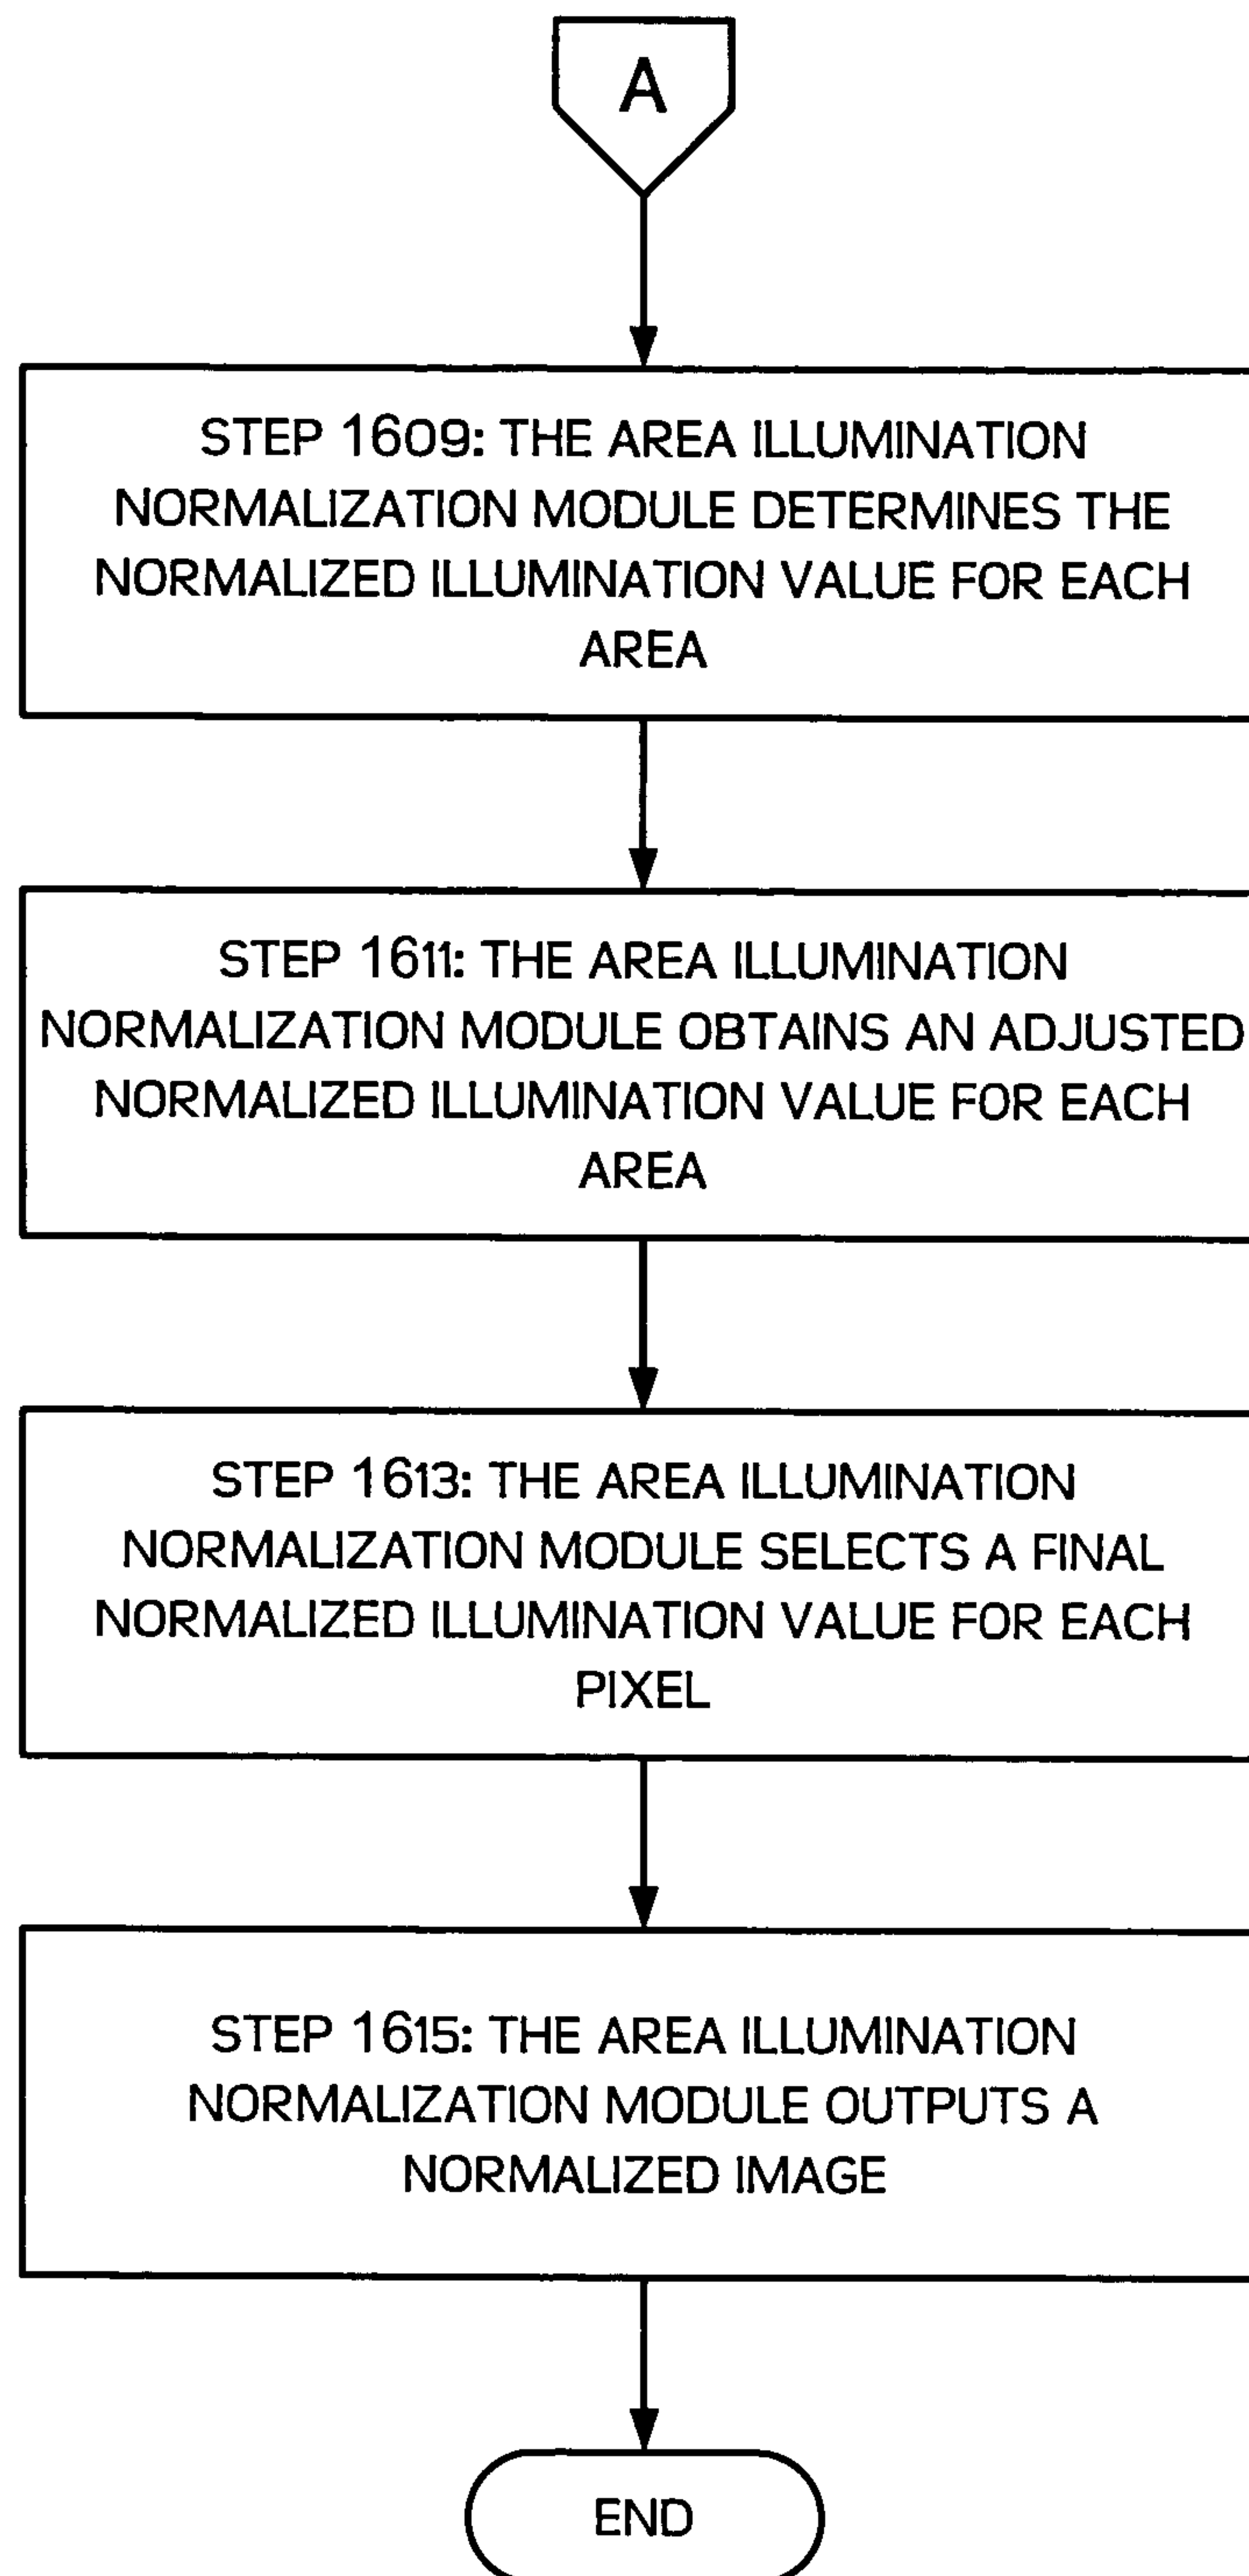 A
STEP 1609: THE AREA ILLUMINATION
NORMALIZATION MODULE DETERMINES THE
NORMALIZED ILLUMINATION VALUE FOR EACH
AREA
STEP 1611: THE AREA ILLUMINATION
NORMALIZATION MODULE OBTAINS AN ADJUSTED
NORMALIZED ILLUMINATION VALUE FOR EACH
AREA
STEP 1613: THE AREA ILLUMINATION
NORMALIZATION MODULE SELECTS A FINAL
NORMALIZED ILLUMINATION VALUE FOR EACH
PIXEL
STEP 1615: THE AREA ILLUMINATION
NORMALIZATION MODULE OUTPUTS A
NORMALIZED IMAGE
END